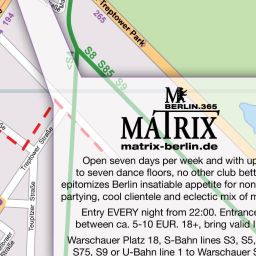 Treptower Park
265
194
<S
S8 S85 S9
BERLIN.365
MATRIX
matrix-berlin.de
Treptower Straße
Teupitzer Straße
Open seven days per week and with up
to seven dance floors, no other club bett
epitomizes Berlin insatiable appetite for non
partying, cool clientele and eclectic mix of m
Entry EVERY night from 22:00. Entrance
between ca. 5-10 EUR. 18+, bring valid I
Warschauer Platz 18, S-Bahn lines S3, S5,
S75, S9 or U-Bahn line 1 to Warschauer S